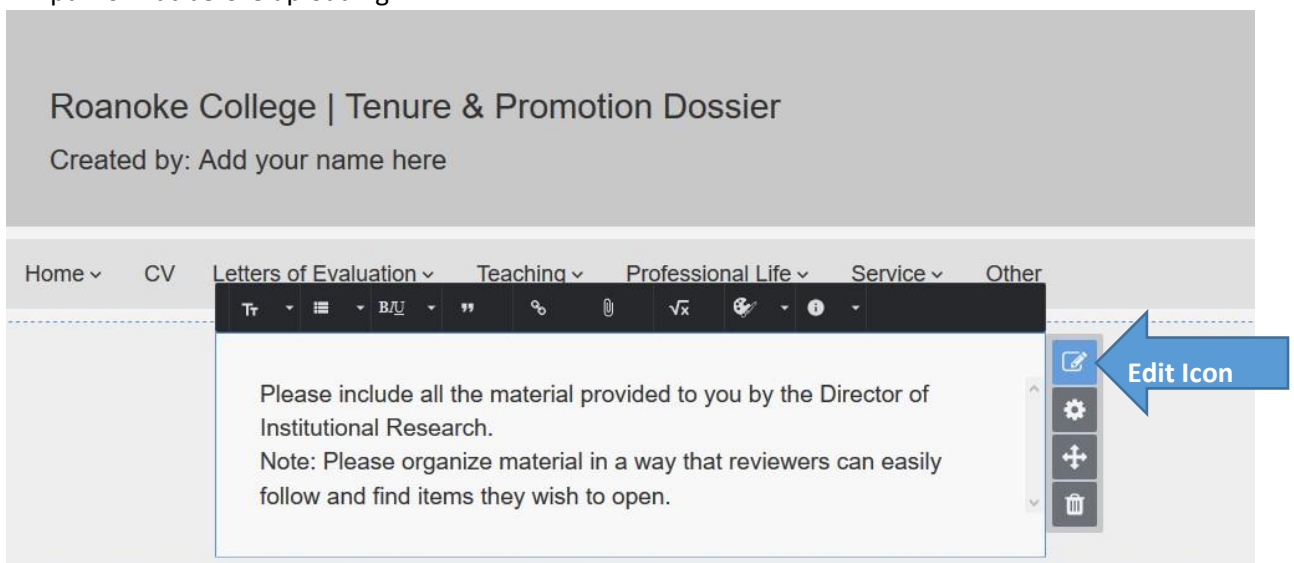 Roanoke College | Tenure & Promotion Dossier
Created by: Add your name here
Home CV Letters of Evaluation Teaching Professional Life Service Other
B/U
Edit Icon
Please include all the material provided to you by the Director of
Institutional Research.
Note: Please organize material in a way that reviewers can easily
follow and find items they wish to open.